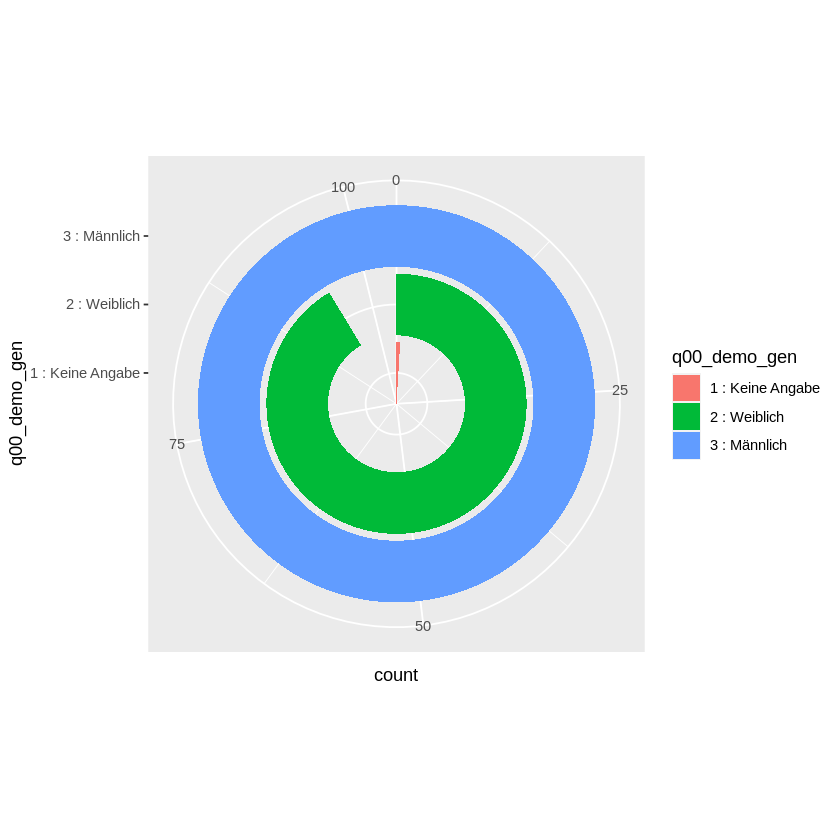 100
0
3 : Männlich
2 : Weiblich
1 : Keine Angabe
25
75
50
q00_demo_gen
count
q00_demo_gen
1 : Keine Angabe
2 : Weiblich
3 : Männlich